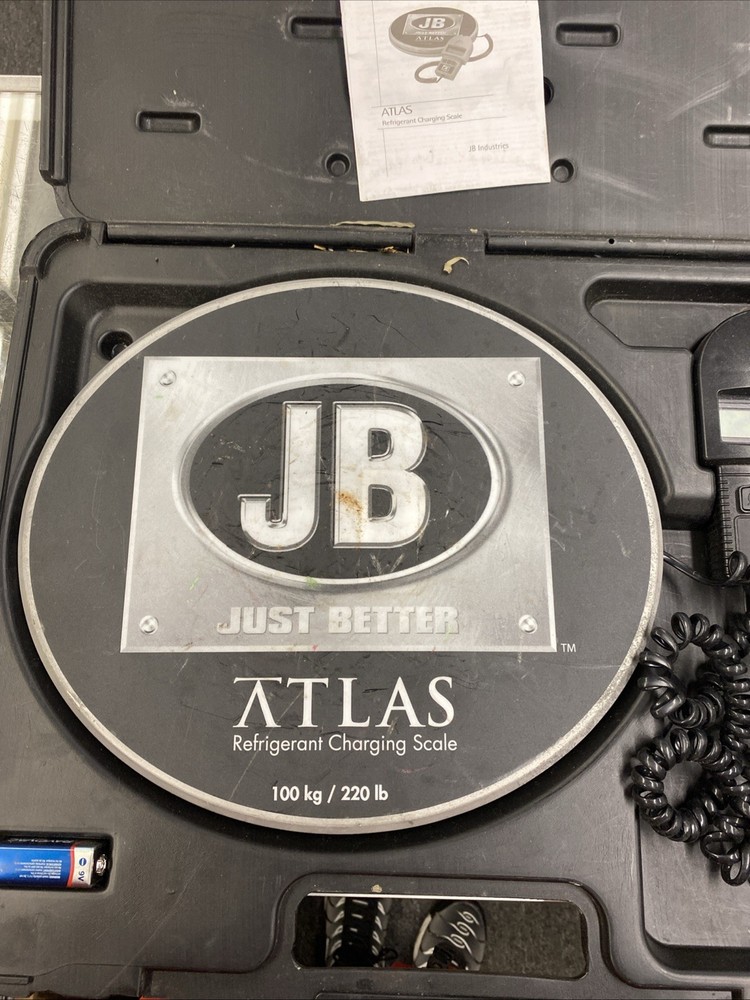 JB
ATLAS
ATLAS
Refrigerant Charging Scale
JB Industries
JB
JUST BETTER
TM
ATLAS
Refrigerant Charging Scale
100 kg / 220 lb
9V